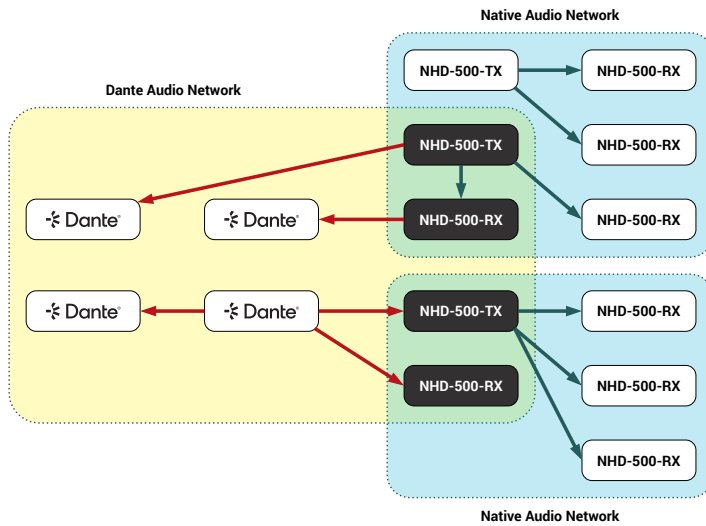 Native Audio Network
NHD-500-TX
NHD-500-RX
Dante Audio Network
NHD-500-TX
NHD-500-RX
Dante®
Dante®
NHD-500-RX
NHD-500-RX
Dante®
Dante®
NHD-500-TX
NHD-500-RX
NHD-500-RX
NHD-500-RX
NHD-500-RX
Native Audio Network